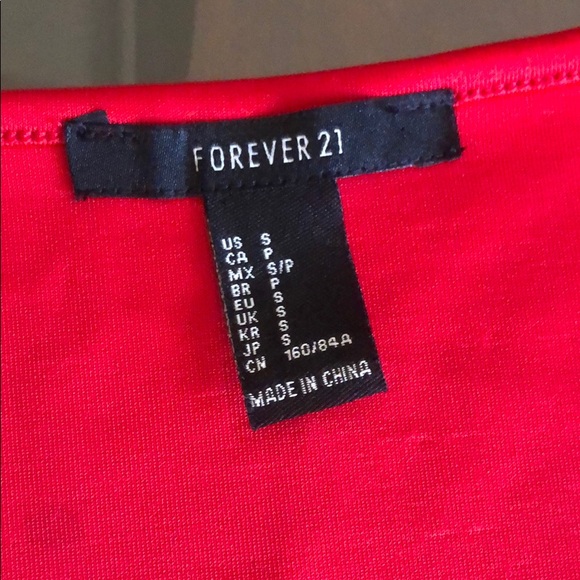 FOREVER 21
US S
CA P
MX S/P
BR P
EU S
UK S
KR S
JP S
CN 160/84A
MADE IN CHINA